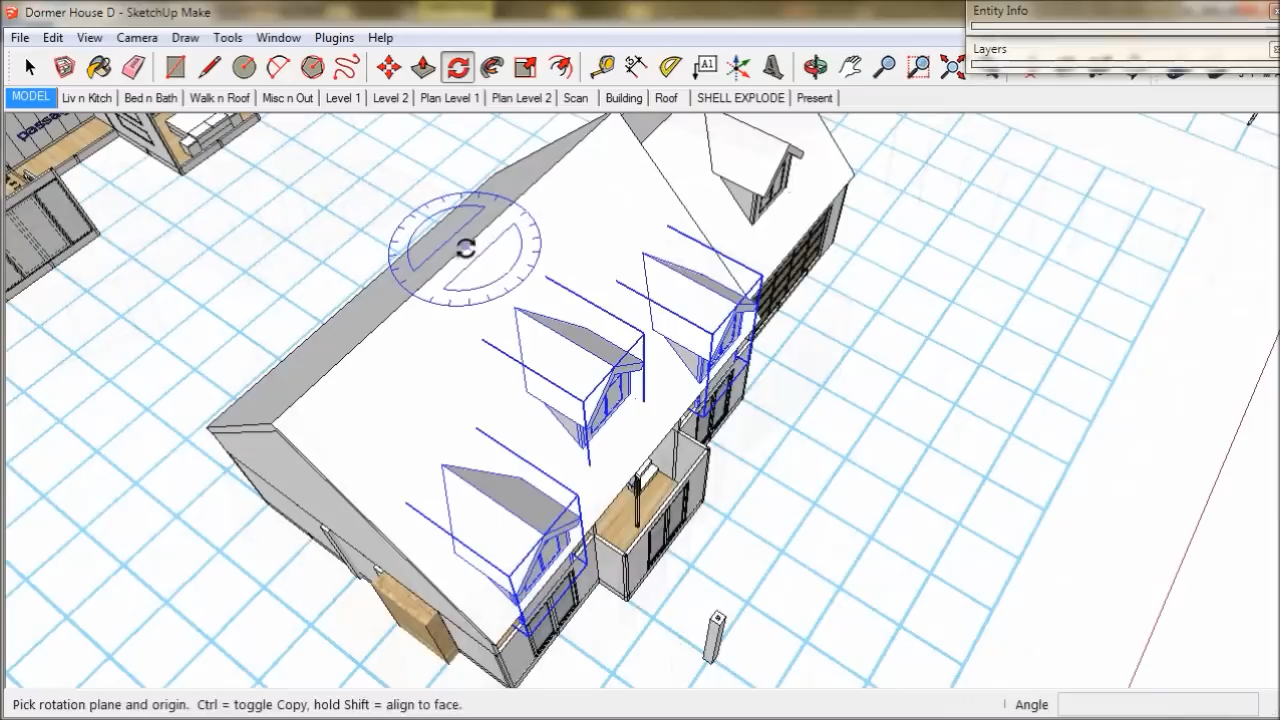 Dormer House D - SketchUp Make
Entity Info
File Edit View Camera Draw Tools Window Plugins Help
Layers
A1
MODEL Liv n Kitch Bed n Bath Walk n Roof Misc n Out Level 1 Level 2 Plan Level 1 Plan Level 2 Scan Building Roof SHELL EXPLODE Present
Pick rotation plane and origin. Ctrl = toggle Copy, hold Shift = align to face.
Angle